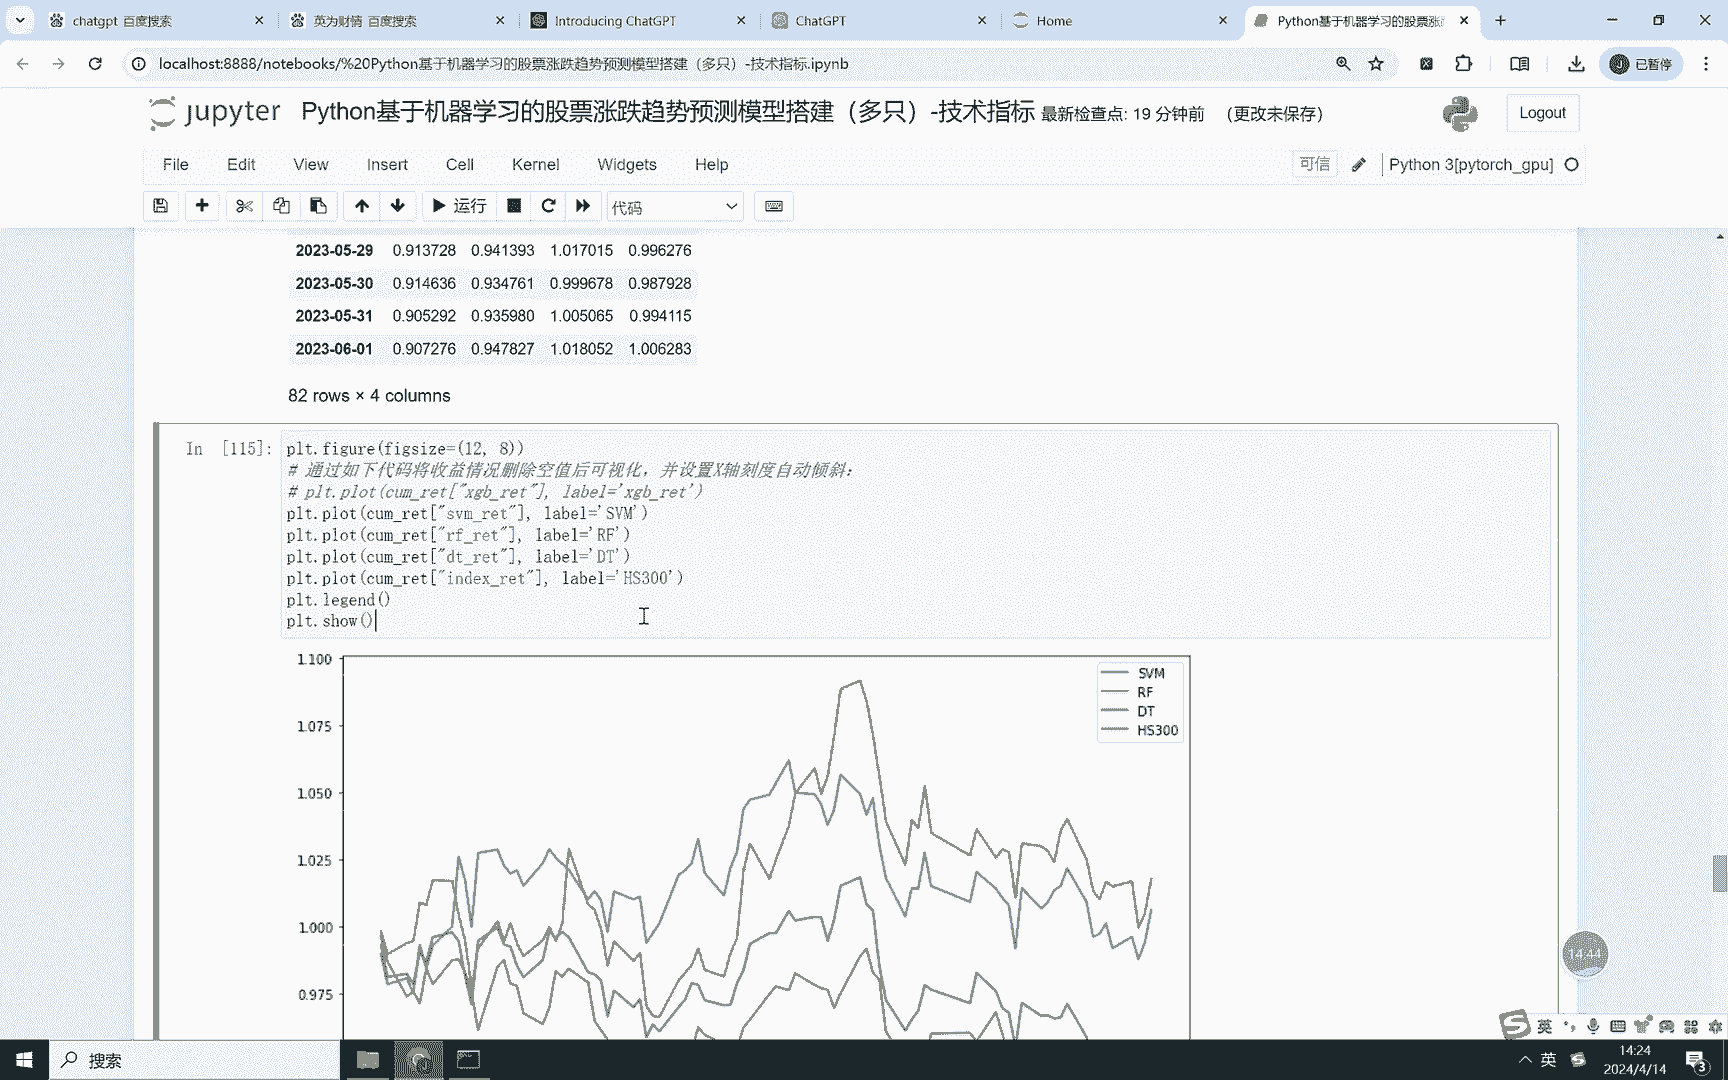 chatgpt 百度搜索
英为财情 百度搜索
Introducing ChatGPT
ChatGPT
Home
Python基于机器学习的股票涨
localhost:8888/notebooks/%20Python基于机器学习的股票涨跌趋势预测模型搭建（多只）-技术指标.ipynb
已暂停
jupyter Python基于机器学习的股票涨跌趋势预测模型搭建（多只）-技术指标 最新检查点: 19 分钟前 （更改未保存）
Logout
File Edit View Insert Cell Kernel Widgets Help
可信
Python 3[pytorch_gpu]
运行
代码
2023-05-29 0.913728 0.941393 1.017015 0.996276
2023-05-30 0.914636 0.934761 0.999678 0.987928
2023-05-31 0.905292 0.935980 1.005065 0.994115
2023-06-01 0.907276 0.947827 1.018052 1.006283
82 rows × 4 columns
In [115]:
plt.figure(figsize=(12, 8))
# 通过如下代码将收益情况删除空值后可视化，并设置X轴刻度自动倾斜：
# plt.plot(cum_ret["xgb_ret"], label='xgb_ret')
plt.plot(cum_ret["svm_ret"], label='SVM')
plt.plot(cum_ret["rf_ret"], label='RF')
plt.plot(cum_ret["dt_ret"], label='DT')
plt.plot(cum_ret["index_ret"], label='HS300')
plt.legend()
plt.show()
1.100
1.075
1.050
1.025
1.000
0.975
SVM
RF
DT
HS300
14:44
英
搜索
英
14:24
2024/4/14
3